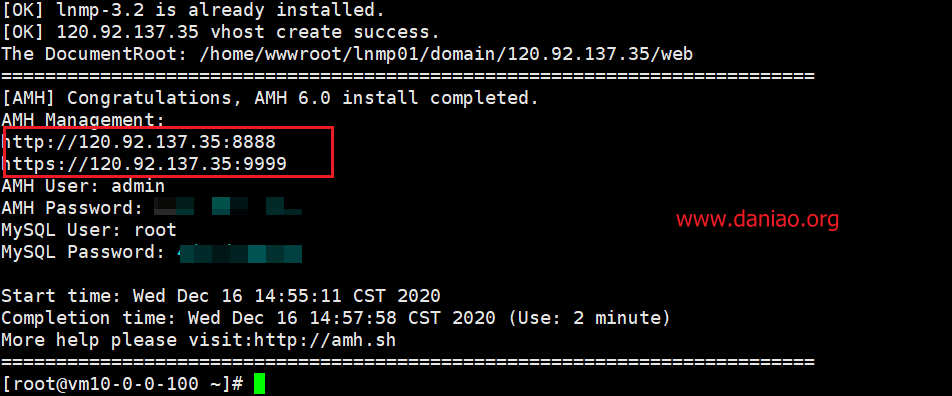 [OK] lnmp-3.2 is already installed.
[OK] 120.92.137.35 vhost create success.
The DocumentRoot: /home/wwwroot/lnmp01/domain/120.92.137.35/web
==========================================================================
[AMH] Congratulations, AMH 6.0 install completed.
AMH Management:
http://120.92.137.35:8888
https://120.92.137.35:9999
AMH User: admin
AMH Password:
www.daniao.org
MySQL User: root
MySQL Password:
Start time: Wed Dec 16 14:55:11 CST 2020
Completion time: Wed Dec 16 14:57:58 CST 2020 (Use: 2 minute)
More help please visit:http://amh.sh
==========================================================================
[root@vm10-0-0-100 ~]#